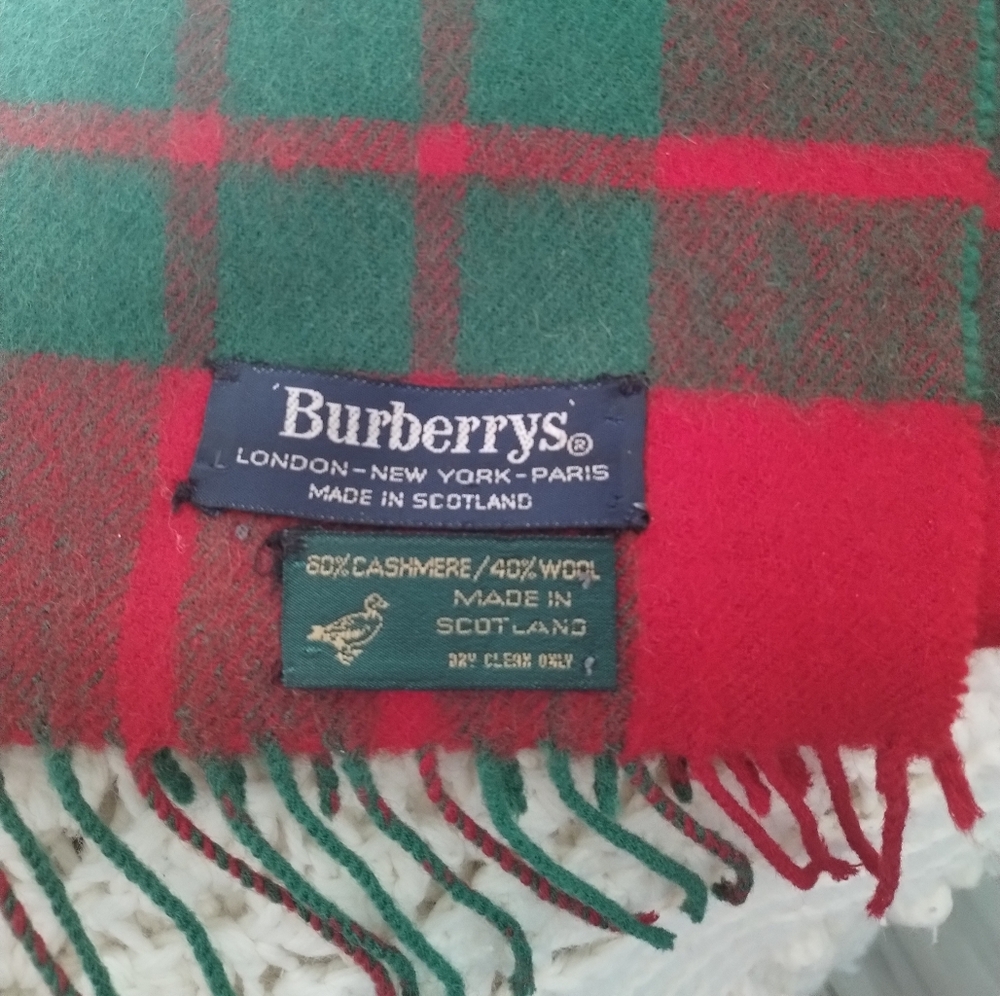 Burberrys®
LONDON-NEW YORK-PARIS
MADE IN SCOTLAND
60%CASHMERE/40%WOOL
MADE IN
SCOTLAND
DRY CLEAN ONLY